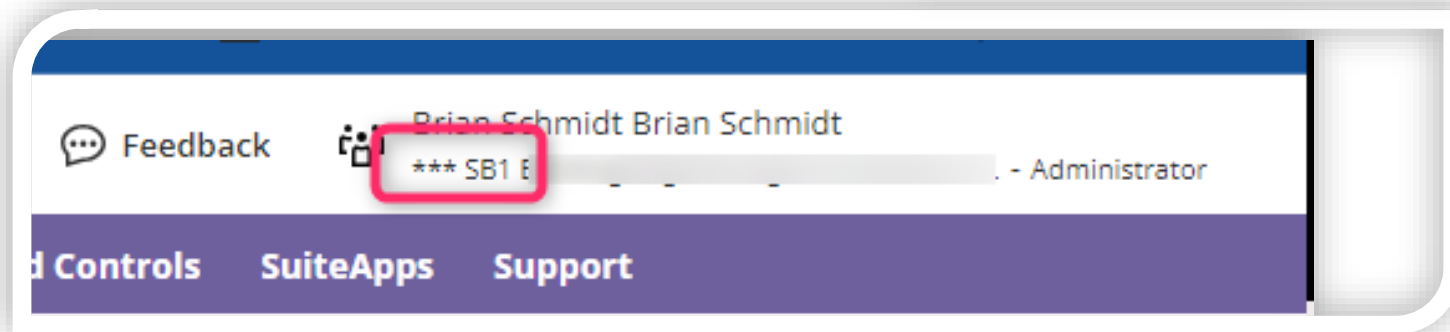 Feedback
Brian Schmidt Brian Schmidt
*** SB1 - Administrator
Controls SuiteApps Support